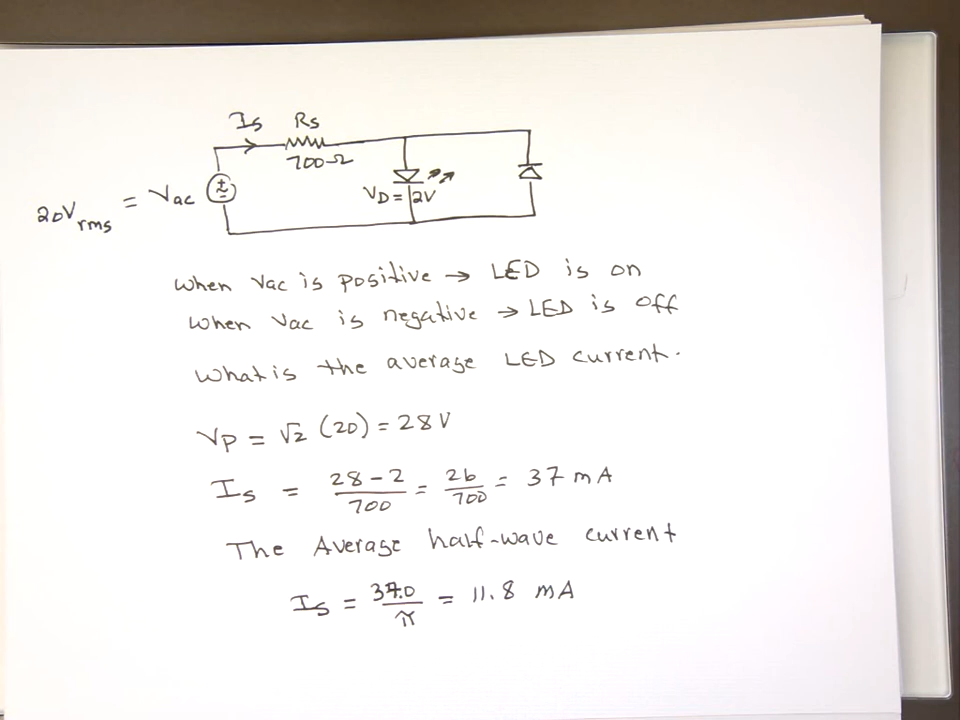 Is Rs
700Ω
20Vrms = Vac
VD = 2V
When Vac is positive → LED is on
When Vac is negative → LED is off
What is the average LED current.
Vp = √2 (20) = 28 V
Is = 28 - 2 / 700 = 26 / 700 = 37 mA
The Average half-wave current
Is = 37.0 / π = 11.8 mA